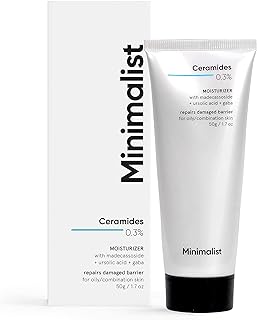 Minimalist
Ceramides
0.3%
MOISTURIZER
with madecassoside
+ ursolic acid + gaba
repairs damaged barrier
for oily/combination skin
50g / 1.7 oz
Ceramides
0.3%
MOISTURIZER
with madecassoside
+ ursolic acid + gaba
repairs damaged barrier
for oily/combination skin
50g / 1.7 oz
Minimalist